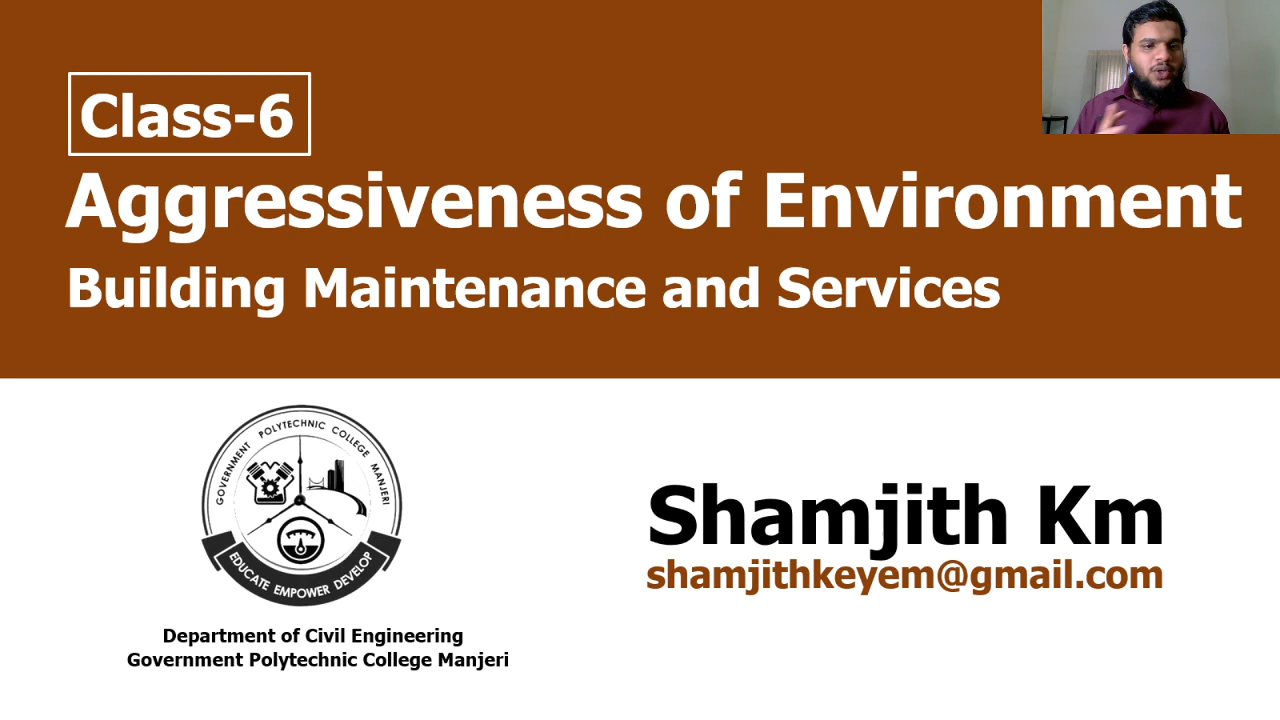 Class-6
Aggressiveness of Environment
Building Maintenance and Services
GOVERNMENT POLYTECHNIC COLLEGE MANJERI
EDUCATE EMPOWER DEVELOP
Shamjith Km
shamjithkeyem@gmail.com
Department of Civil Engineering
Government Polytechnic College Manjeri